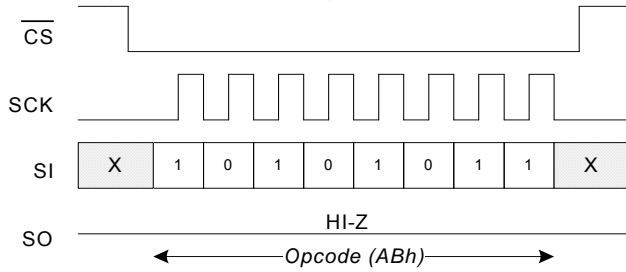 CS
SCK
SI X 1 0 1 0 1 0 1 1 X
HI-Z
SO
Opcode (ABh)